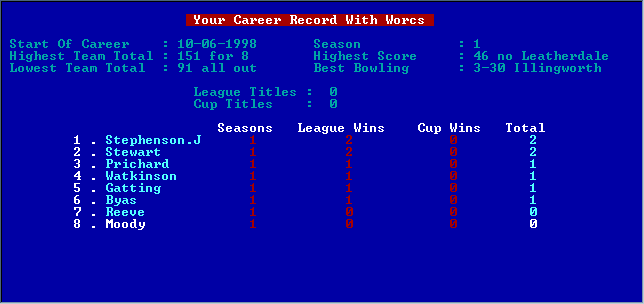 Your Career Record With Worcs
Start Of Career : 10-06-1998 Season : 1
Highest Team Total : 151 for 8 Highest Score : 46 no Leatherdale
Lowest Team Total : 91 all out Best Bowling : 3-30 Illingworth
League Titles : 0
Cup Titles : 0
Seasons League Wins Cup Wins Total
1 . Stephenson.J 1 2 0 2
2 . Stewart 1 2 0 2
3 . Prichard 1 1 0 1
4 . Watkinson 1 1 0 1
5 . Gatting 1 1 0 1
6 . Byas 1 1 0 1
7 . Reeve 1 0 0 0
8 . Moody 1 0 0 0